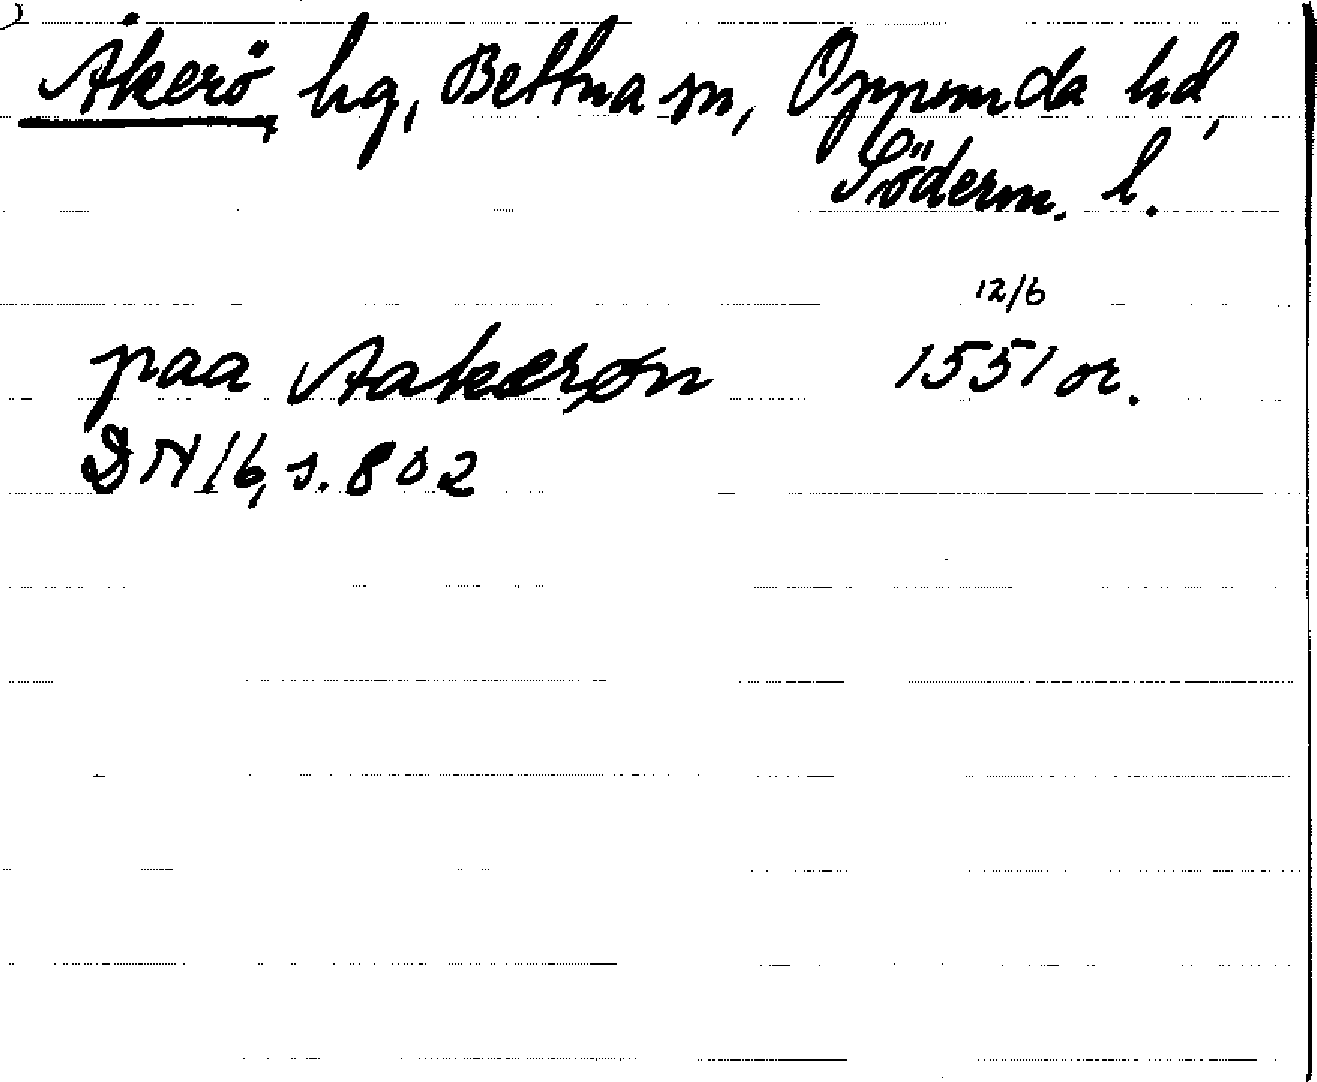 Åkerö, hg, Bettna sn, Oppunda hd,
Söderm. l.
12/6
paa Aakerøn 1551 or.
DN 16, s. 802